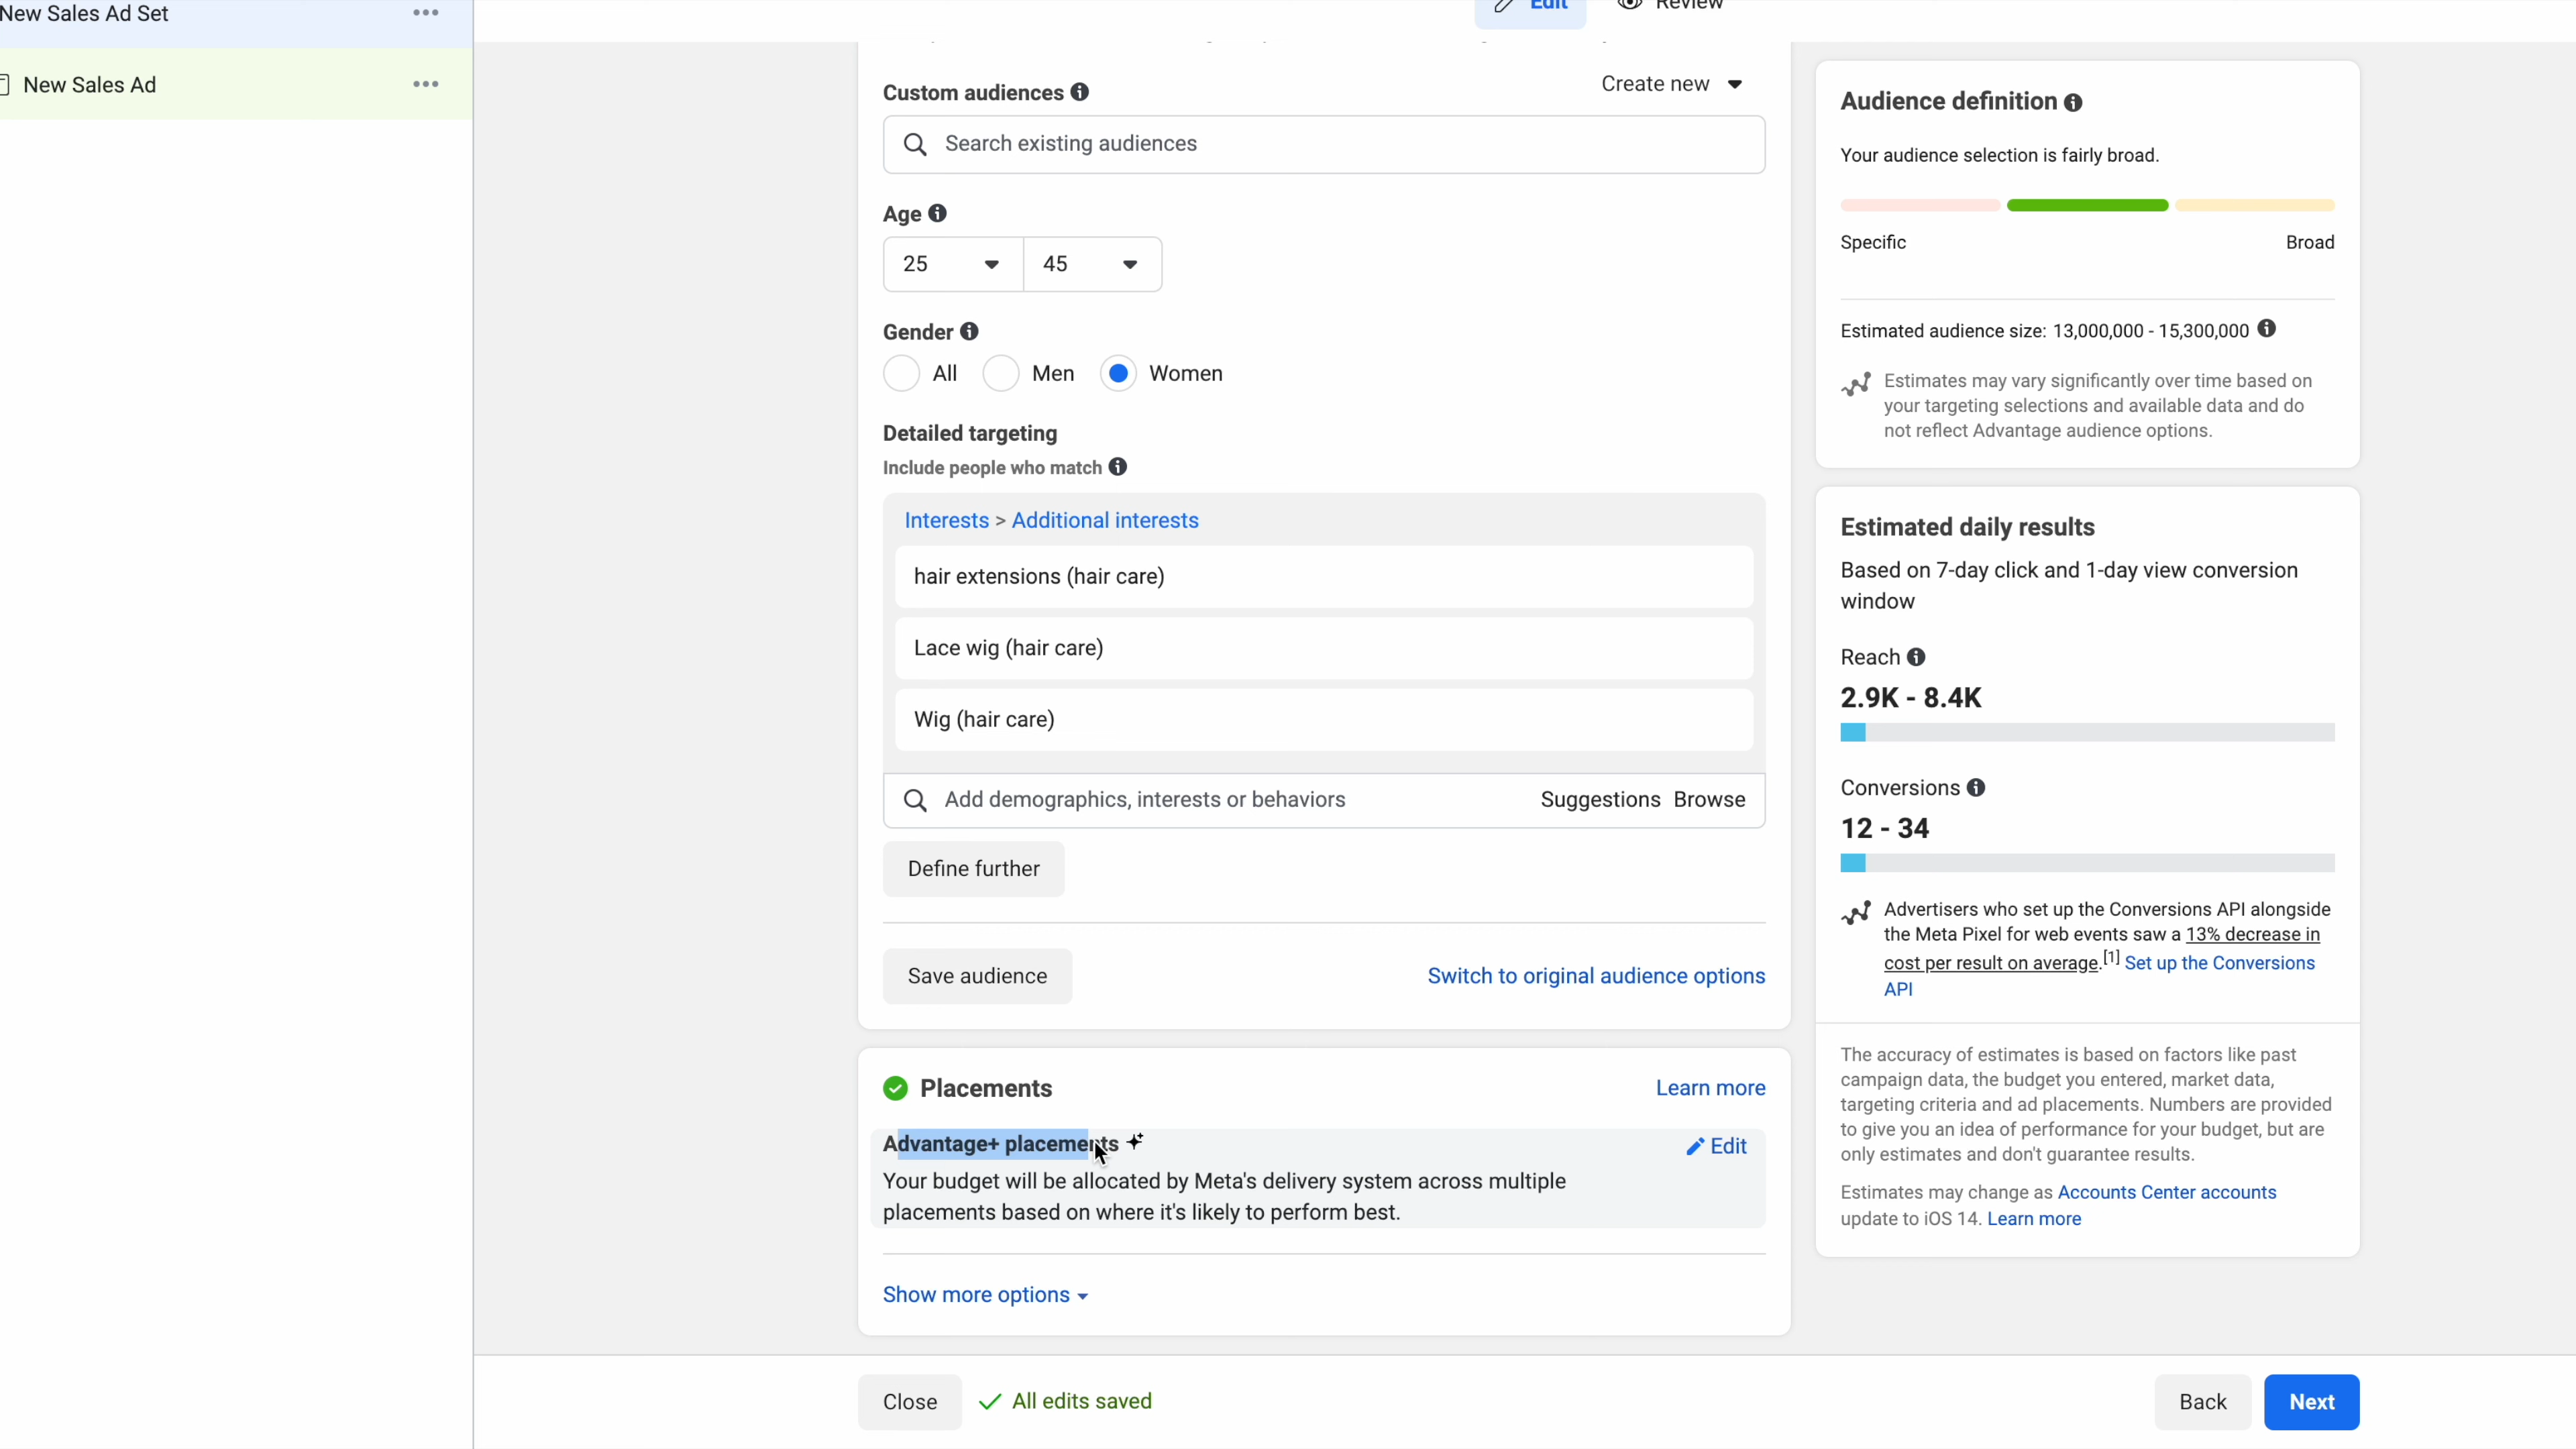 New Sales Ad Set
New Sales Ad
Edit
Review
Custom audiences
Create new
Search existing audiences
Age
25
45
Gender
All
Men
Women
Detailed targeting
Include people who match
Interests > Additional interests
hair extensions (hair care)
Lace wig (hair care)
Wig (hair care)
Add demographics, interests or behaviors
Suggestions
Browse
Define further
Save audience
Switch to original audience options
Placements
Learn more
Advantage+ placements
Edit
Your budget will be allocated by Meta's delivery system across multiple
placements based on where it's likely to perform best.
Show more options
Close
All edits saved
Back
Next
Audience definition
Your audience selection is fairly broad.
Specific
Broad
Estimated audience size: 13,000,000 - 15,300,000
Estimates may vary significantly over time based on
your targeting selections and available data and do
not reflect Advantage audience options.
Estimated daily results
Based on 7-day click and 1-day view conversion
window
Reach
2.9K - 8.4K
Conversions
12 - 34
Advertisers who set up the Conversions API alongside
the Meta Pixel for web events saw a 13% decrease in
cost per result on average.[1] Set up the Conversions
API
The accuracy of estimates is based on factors like past
campaign data, the budget you entered, market data,
targeting criteria and ad placements. Numbers are provided
to give you an idea of performance for your budget, but are
only estimates and don't guarantee results.
Estimates may change as Accounts Center accounts
update to iOS 14. Learn more